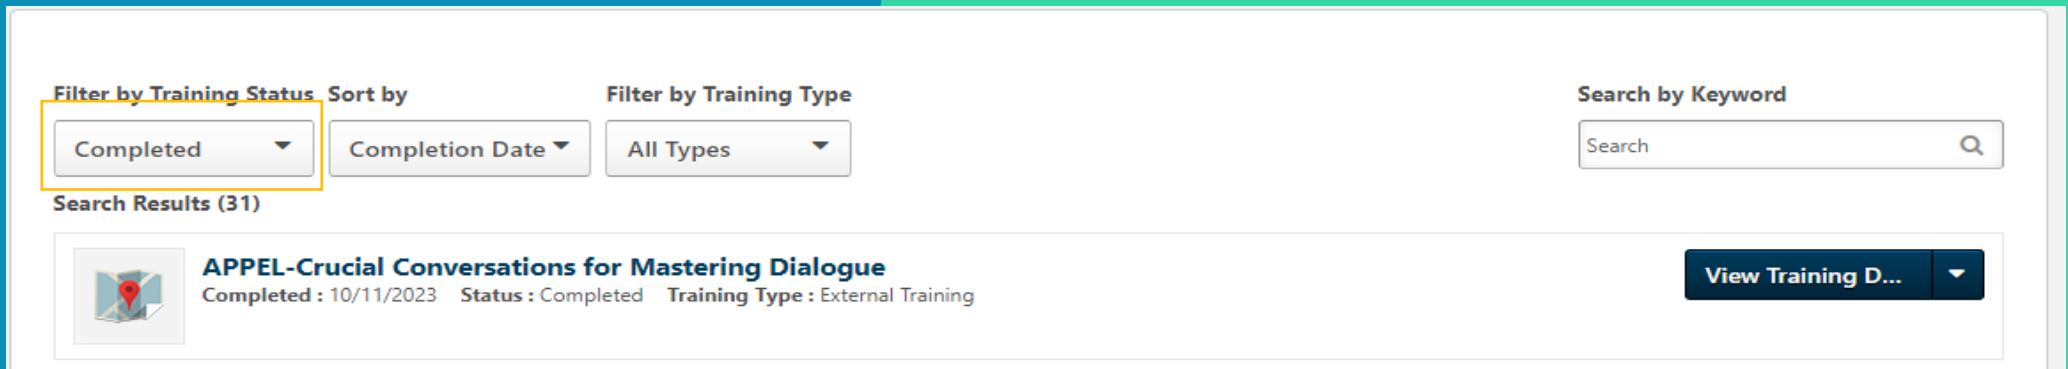 Filter by Training Status Sort by Filter by Training Type Search by Keyword
Completed Completion Date All Types Search
Search Results (31)
APPEL-Crucial Conversations for Mastering Dialogue
Completed : 10/11/2023 Status : Completed Training Type : External Training
View Training D...